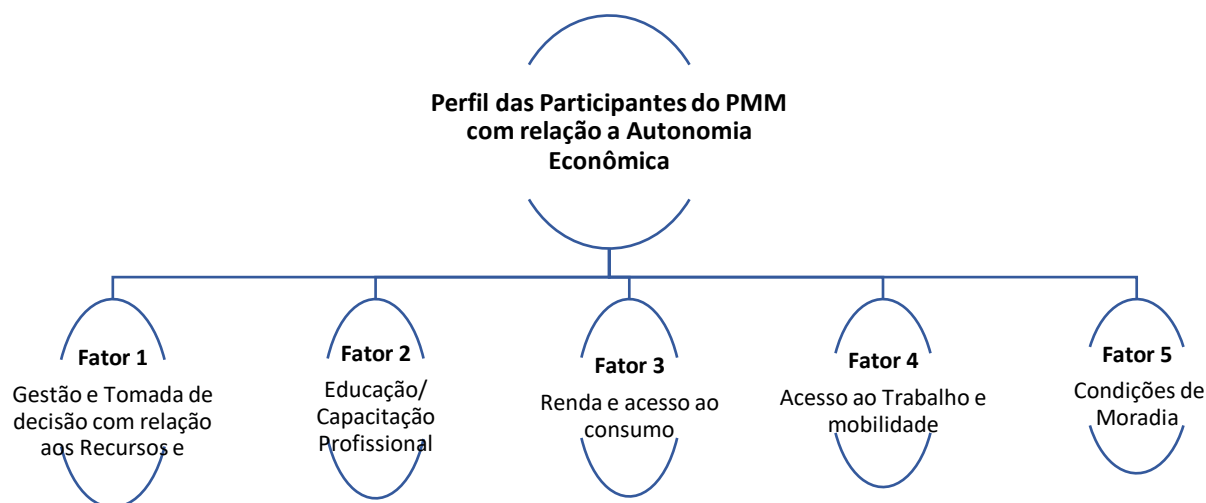 Perfil das Participantes do PMM
com relação a Autonomia
Econômica
Fator 1
Gestão e Tomada de
decisão com relação
aos Recursos e
Fator 2
Educação/
Capacitação
Profissional
Fator 3
Renda e acesso ao
consumo
Fator 4
Acesso ao Trabalho e
mobilidade
Fator 5
Condições de
Moradia